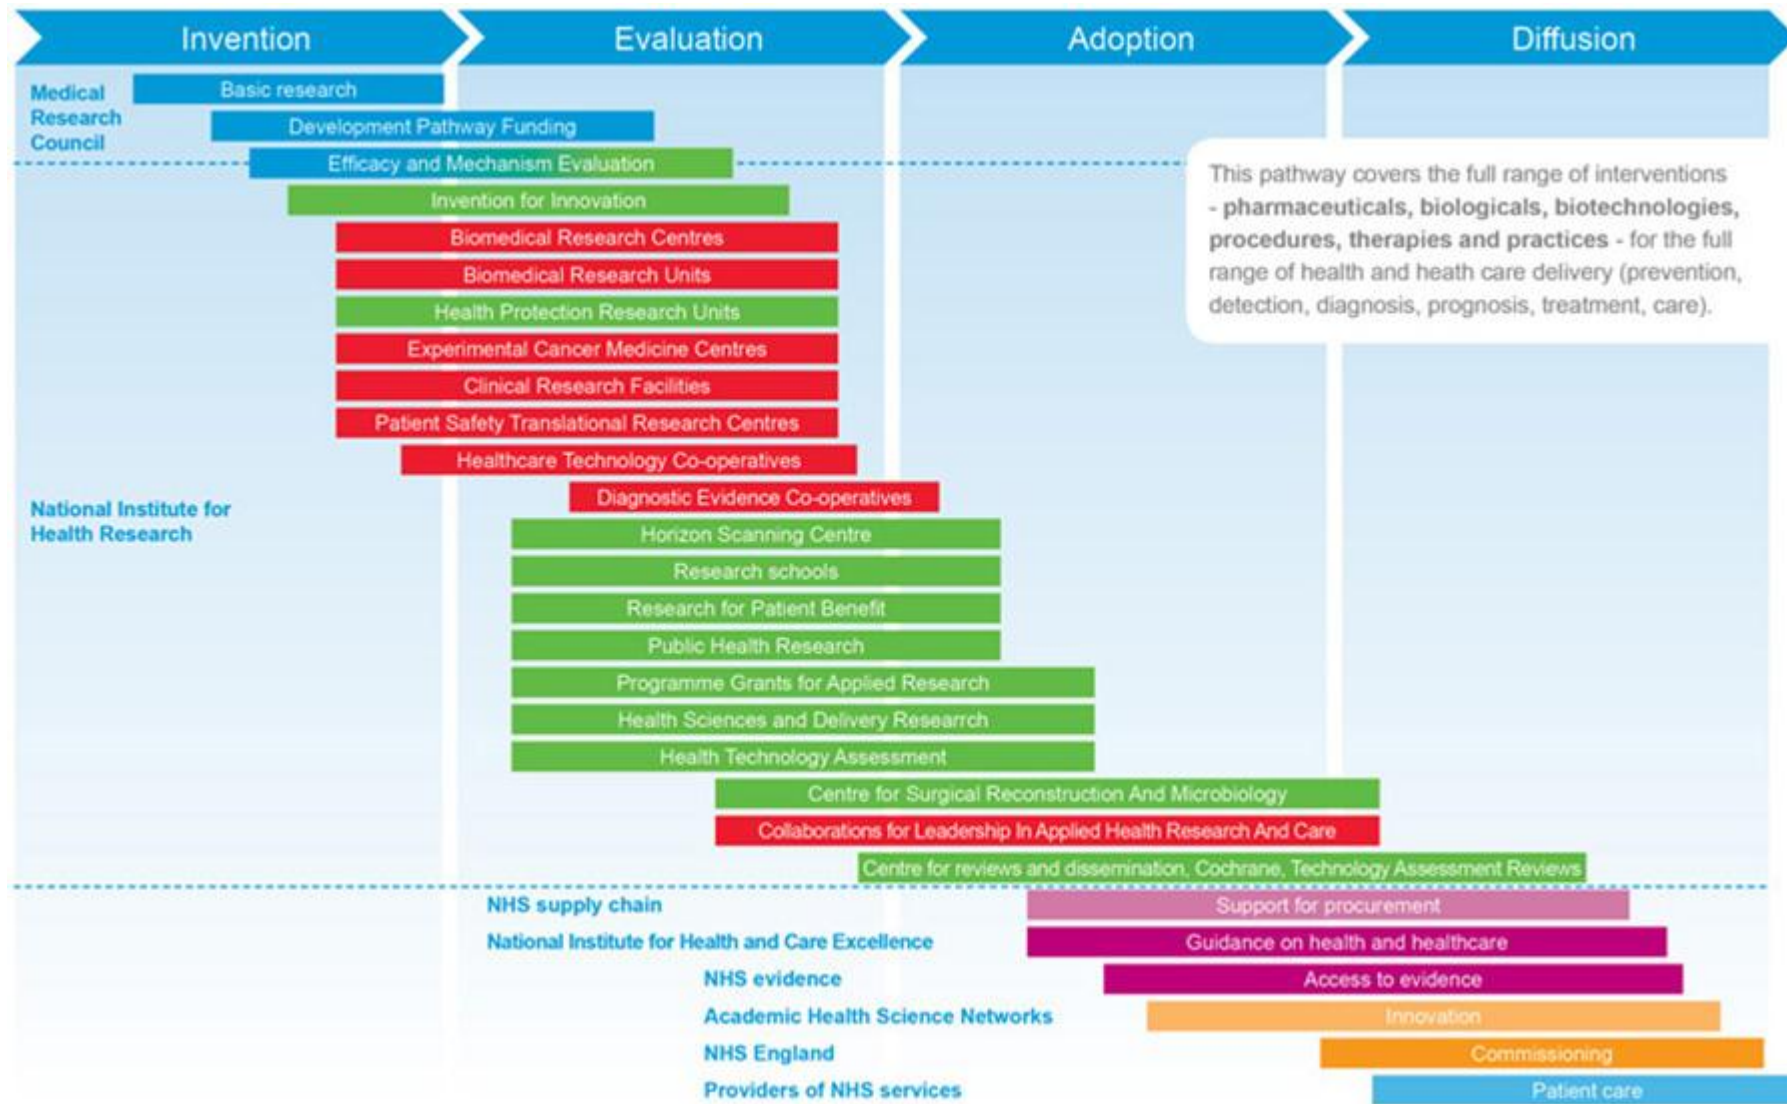 Invention
Evaluation
Adoption
Diffusion
Medical
Research
Council
Basic research
Development Pathway Funding
Efficacy and Mechanism Evaluation
Invention for Innovation
This pathway covers the full range of interventions
- pharmaceuticals, biologicals, biotechnologies,
procedures, therapies and practices - for the full
range of health and heath care delivery (prevention,
detection, diagnosis, prognosis, treatment, care).
Biomedical Research Centres
Biomedical Research Units
Health Protection Research Units
Experimental Cancer Medicine Centres
Clinical Research Facilities
Patient Safety Translational Research Centres
Healthcare Technology Co-operatives
Diagnostic Evidence Co-operatives
National Institute for
Health Research
Horizon Scanning Centre
Research schools
Research for Patient Benefit
Public Health Research
Programme Grants for Applied Research
Health Sciences and Delivery Researrch
Health Technology Assessment
Centre for Surgical Reconstruction And Microbiology
Collaborations for Leadership In Applied Health Research And Care
Centre for reviews and dissemination, Cochrane, Technology Assessment Reviews
NHS supply chain
Support for procurement
National Institute for Health and Care Excellence
Guidance on health and healthcare
NHS evidence
Access to evidence
Academic Health Science Networks
Innovation
NHS England
Commissioning
Providers of NHS services
Patient care